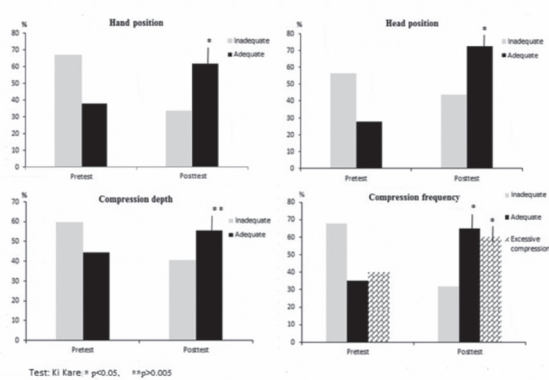 Hand position
%
80
70
60
50
40
30
20
10
0
Inadequate
Adequate
*
Pretest
Posttest
Head position
%
80
70
60
50
40
30
20
10
0
Inadequate
Adequate
*
Pretest
Posttest
Compression depth
%
70
60
50
40
30
20
10
0
Inadequate
Adequate
**
Pretest
Posttest
Compression frequency
%
80
70
60
50
40
30
20
10
0
Inadequate
Adequate
Excessive
compression
*
*
Pretest
Posttest
Test: Ki Kare * p<0.05, **p>0.005